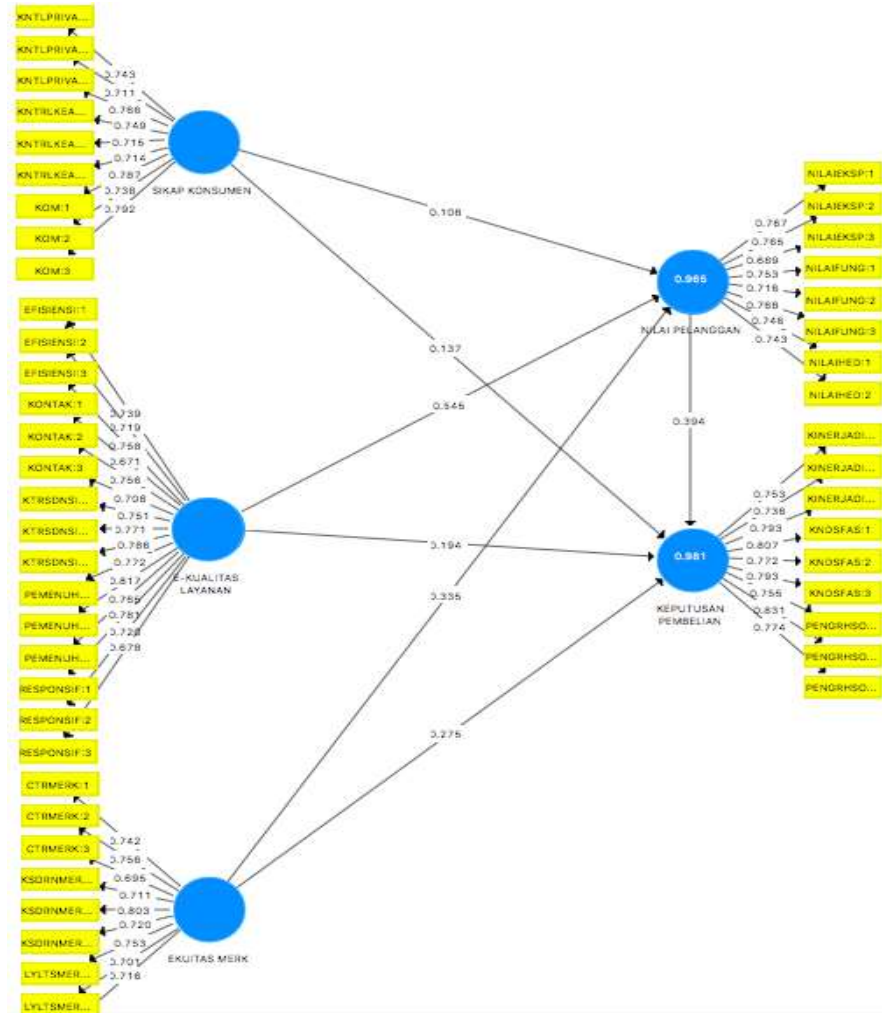 KNTLPRIVA...
KNTLPRIVA...
KNTLPRIVA...
KNTRLKEA...
KNTRLKEA...
KNTRLKEA...
KOM:1
KOM:2
KOM:3
0.743
0.711
0.766
0.749
0.715
0.714
0.787
0.738
0.792
SIKAP KONSUMEN
EFISIENSI:1
EFISIENSI:2
EFISIENSI:3
KONTAK:1
KONTAK:2
KONTAK:3
KTRSDNSI...
KTRSDNSI...
KTRSDNSI...
PEMENUH...
PEMENUH...
PEMENUH...
RESPONSIF:1
RESPONSIF:2
RESPONSIF:3
0.739
0.719
0.758
0.671
0.756
0.708
0.751
0.771
0.786
0.772
0.817
0.755
0.781
0.720
0.678
E-KUALITAS
LAYANAN
CTRMERK:1
CTRMERK:2
CTRMERK:3
KSDRNMER...
KSDRNMER...
KSDRNMER...
LYLTSMER...
LYLTSMER...
0.742
0.756
0.695
0.711
0.803
0.720
0.753
0.701
0.716
EKUITAS MERK
0.108
0.137
0.545
0.194
0.335
0.275
0.394
0.965
NILAI PELANGGAN
0.767
0.765
0.689
0.753
0.716
0.766
0.746
0.743
NILAIEKSP:1
NILAIEKSP:2
NILAIEKSP:3
NILAIFUNG:1
NILAIFUNG:2
NILAIFUNG:3
NILAIHED:1
NILAIHED:2
0.981
KEPUTUSAN
PEMBELIAN
0.753
0.736
0.793
0.807
0.772
0.793
0.755
0.831
0.774
KINERJADI...
KINERJADI...
KINERJADI...
KNOSFAS:1
KNOSFAS:2
KNOSFAS:3
PENGRHSO...
PENGRHSO...
PENGRHSO...